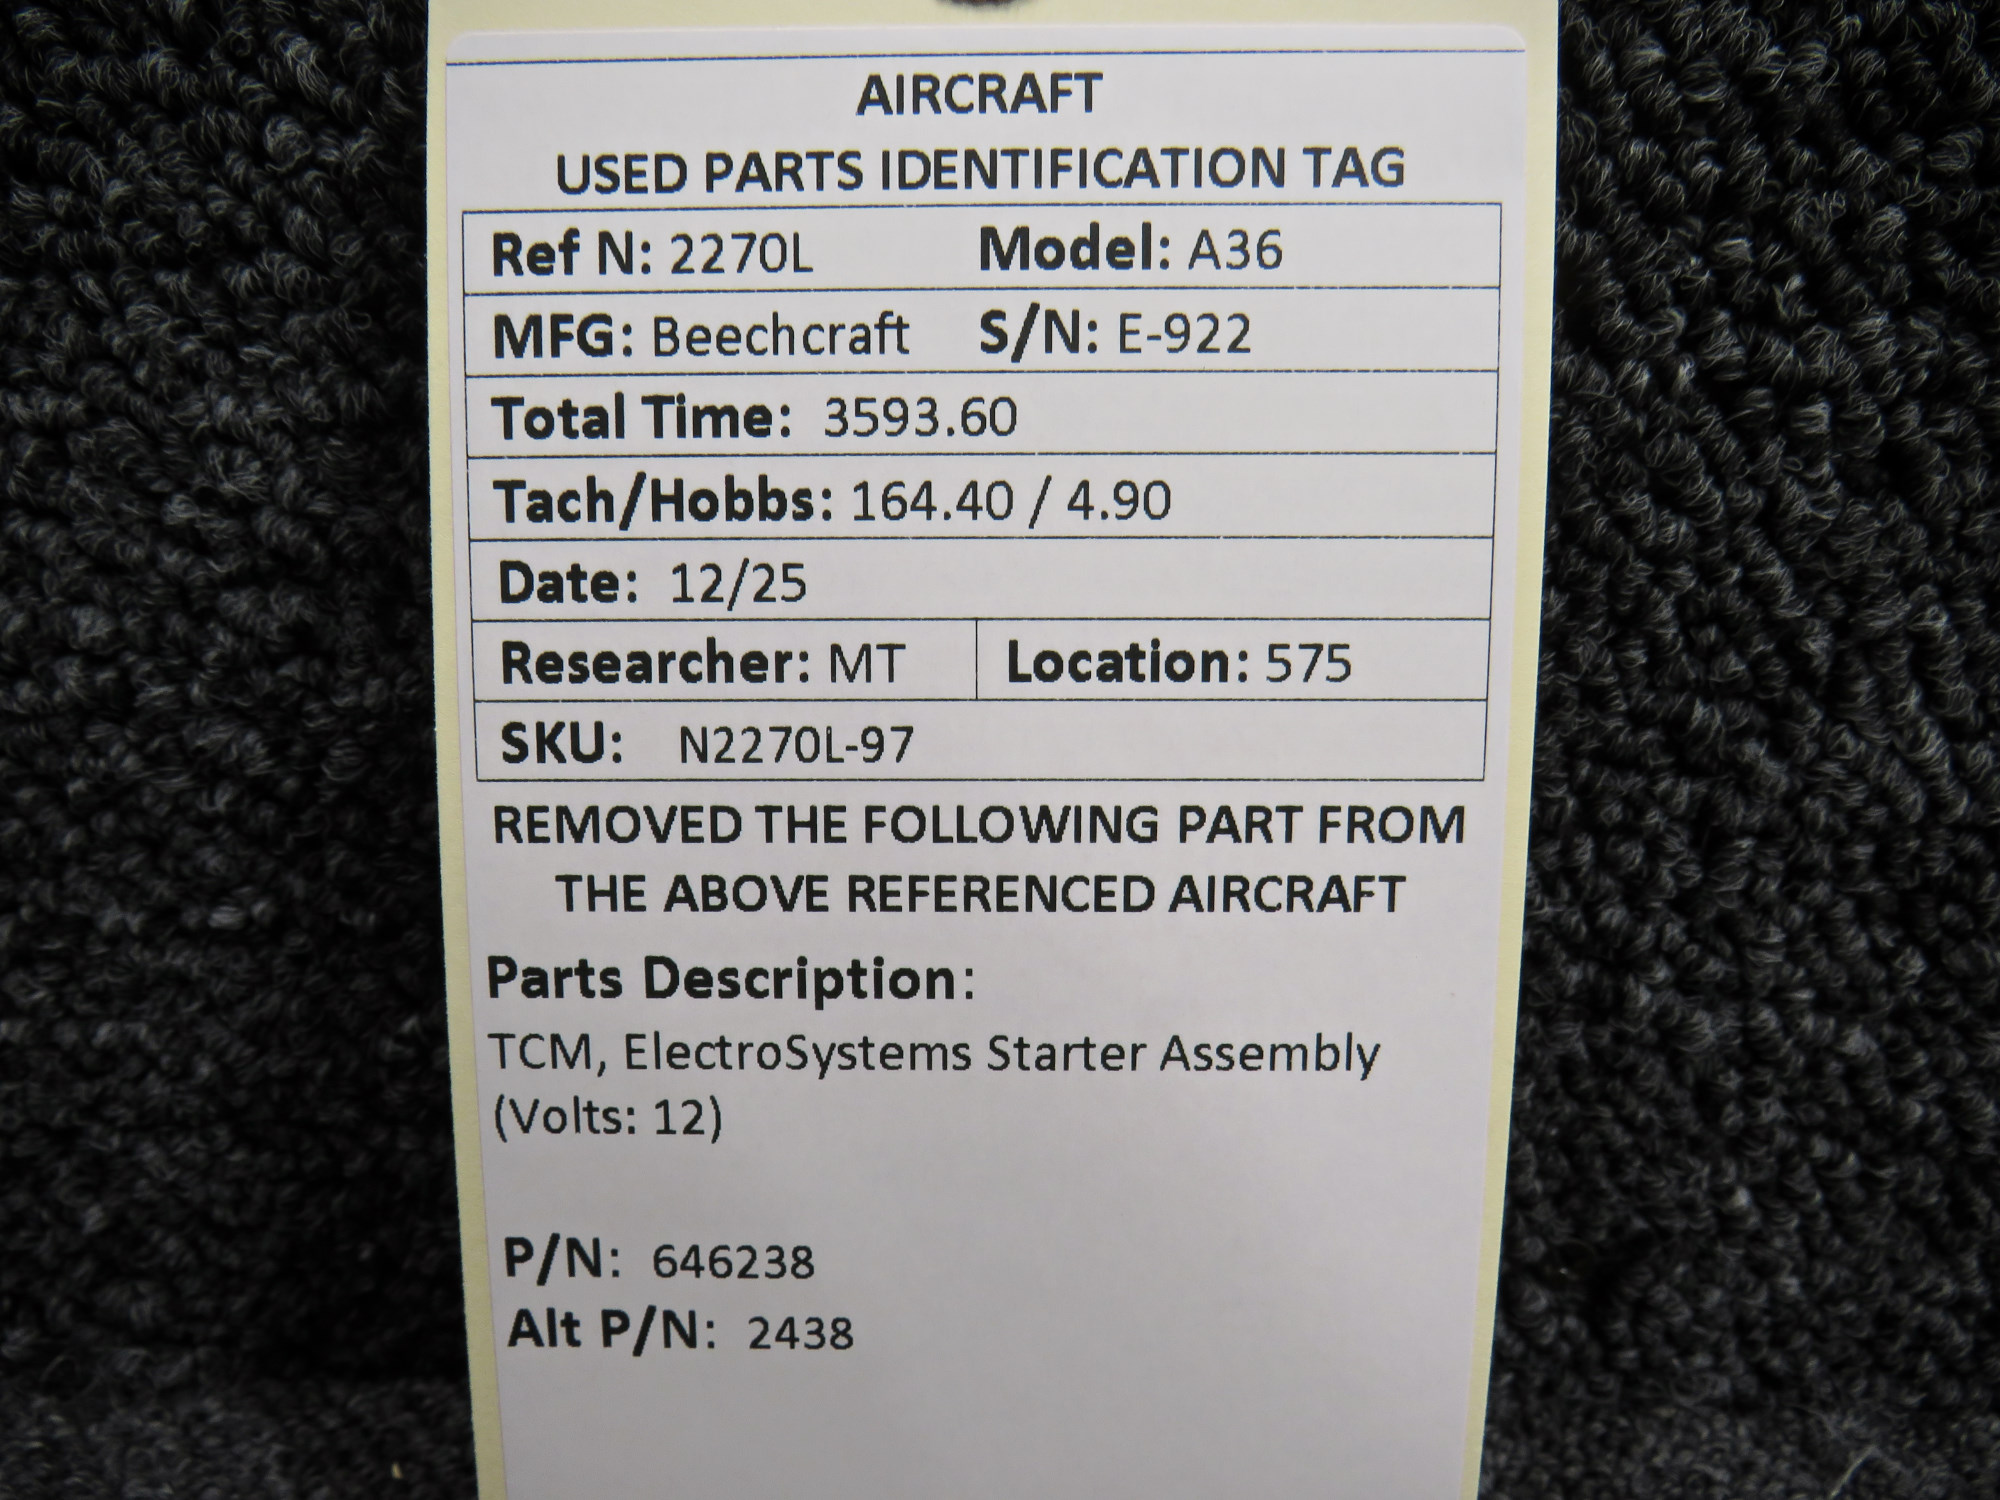 AIRCRAFT
USED PARTS IDENTIFICATION TAG
Ref N: 2270L Model: A36
MFG: Beechcraft S/N: E-922
Total Time: 3593.60
Tach/Hobbs: 164.40 / 4.90
Date: 12/25
Researcher: MT Location: 575
SKU: N2270L-97
REMOVED THE FOLLOWING PART FROM
THE ABOVE REFERENCED AIRCRAFT
Parts Description:
TCM, ElectroSystems Starter Assembly
(Volts: 12)
P/N: 646238
Alt P/N: 2438